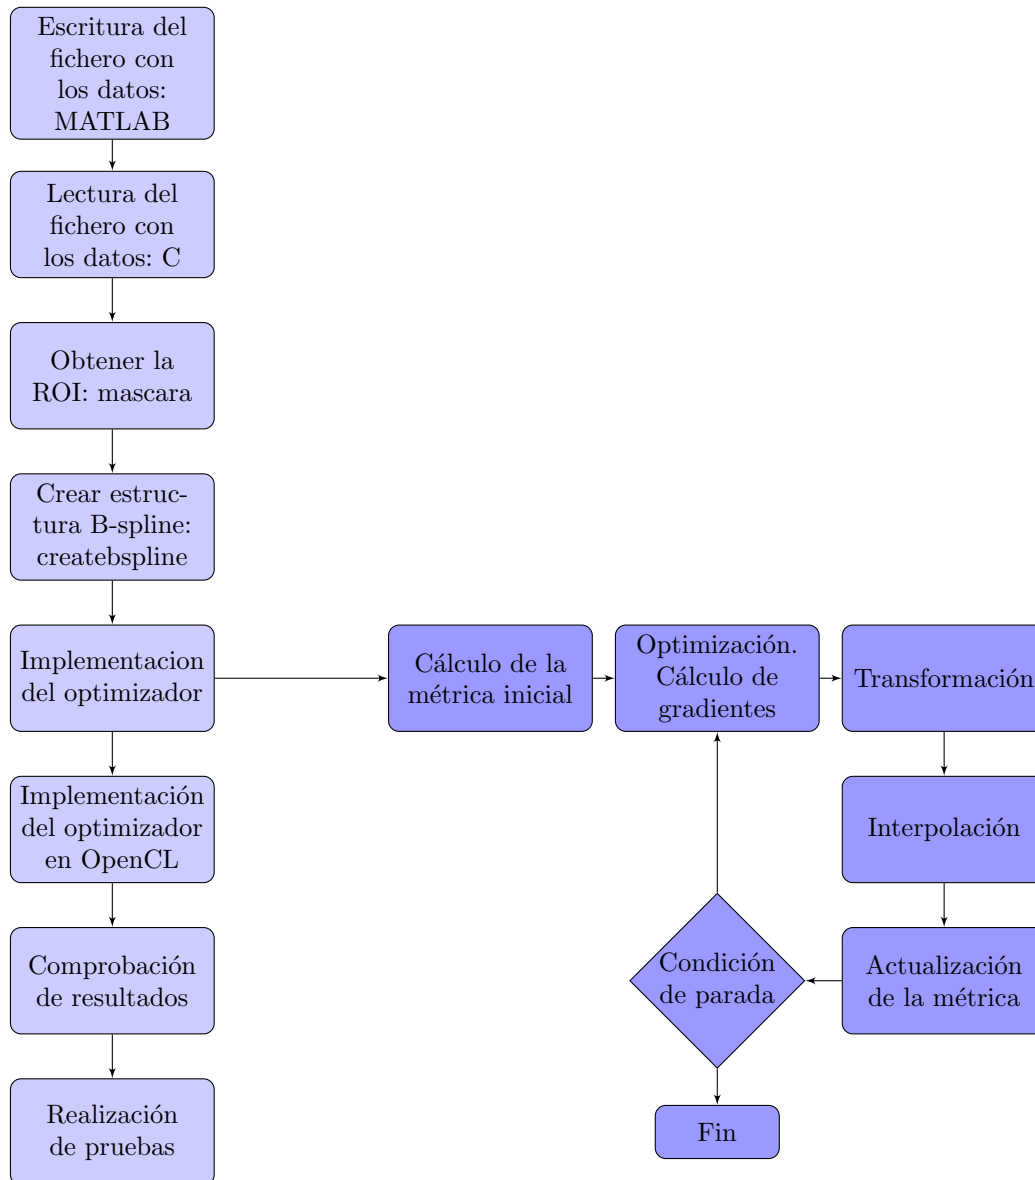 Escritura del
fichero con
los datos:
MATLAB
Lectura del
fichero con
los datos: C
Obtener la
ROI: mascara
Crear estruc-
tura B-spline:
createbspline
Implementacion
del optimizador
Implementación
del optimizador
en OpenCL
Comprobación
de resultados
Realización
de pruebas
Cálculo de la
métrica inicial
Optimización.
Cálculo de
gradientes
Transformación
Interpolación
Actualización
de la métrica
Condición
de parada
Fin